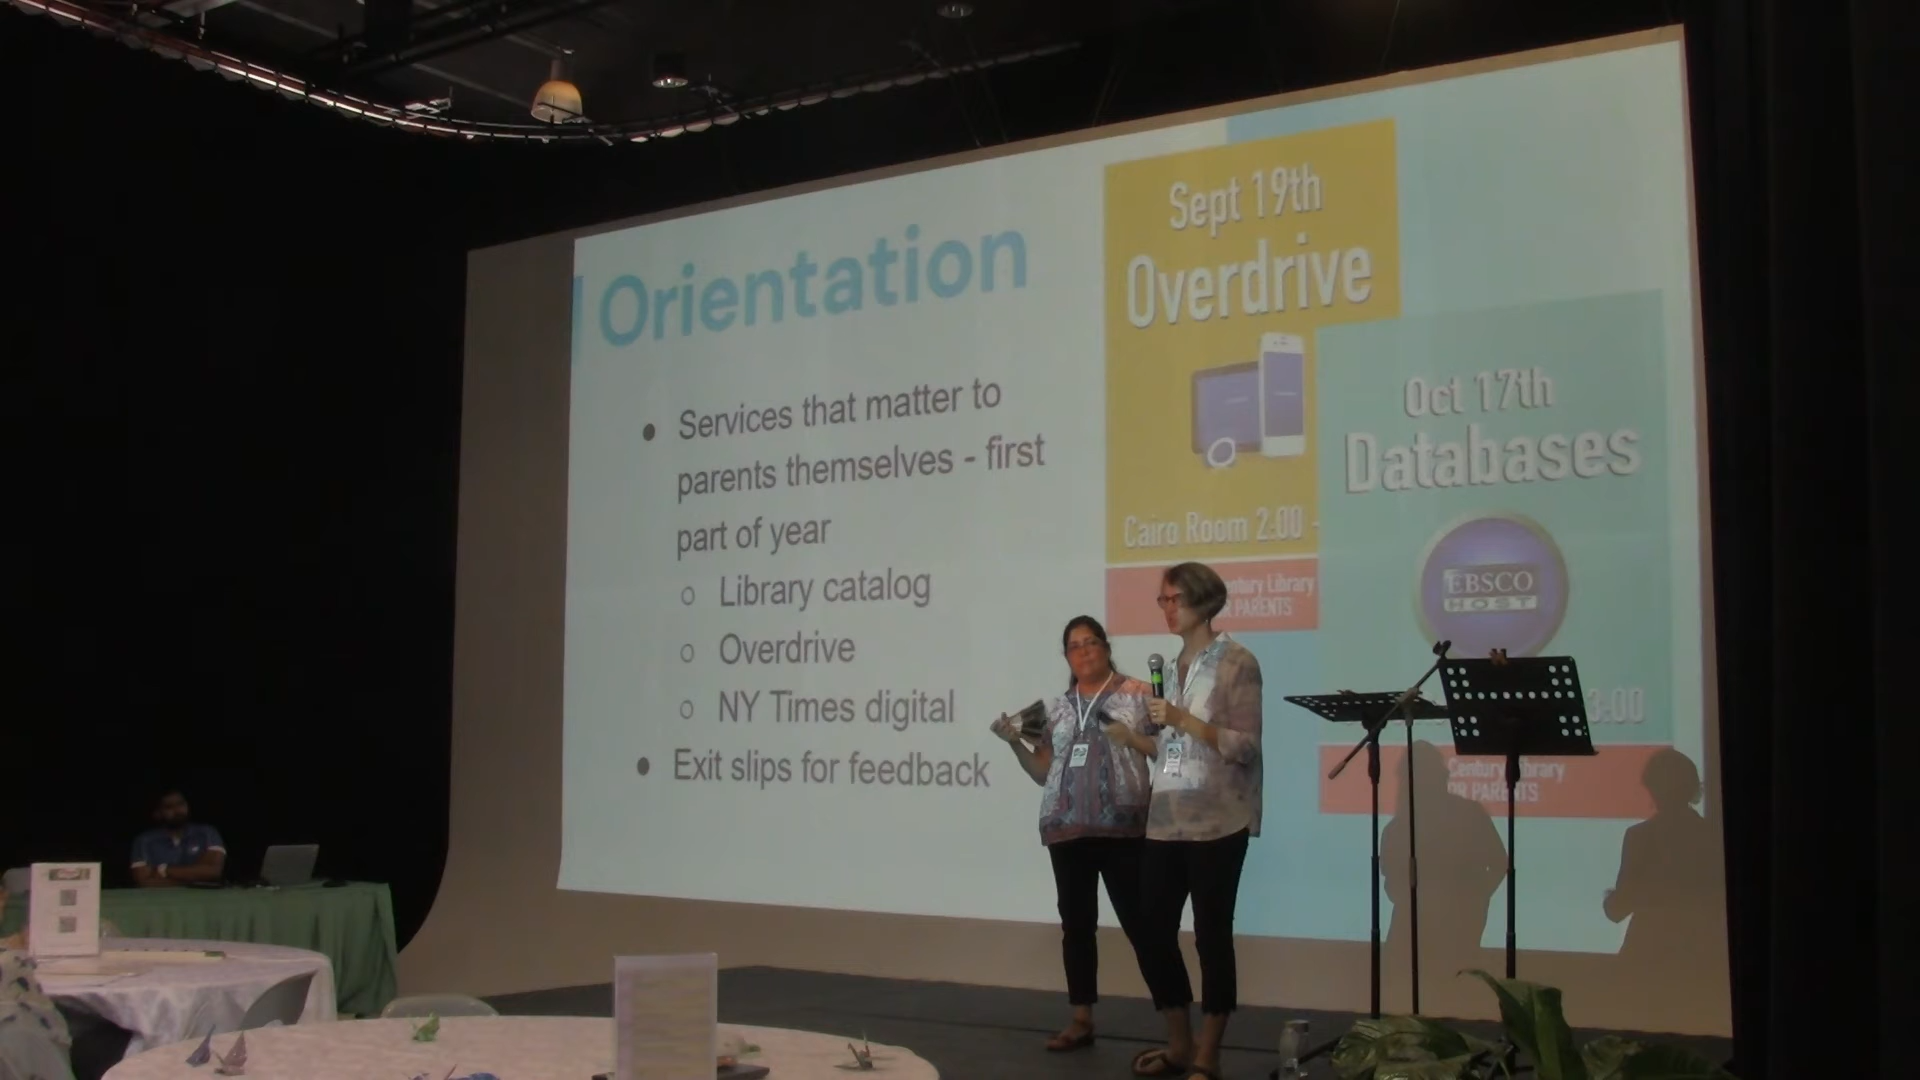 Orientation
Services that matter to
parents themselves - first
part of year
Library catalog
Overdrive
NY Times digital
Exit slips for feedback
Sept 19th
Overdrive
Cairo Room 2:00 -
Library
PARENTS
Oct 17th
Databases
EBSCO
HOST
3:00
Century Library
PARENTS